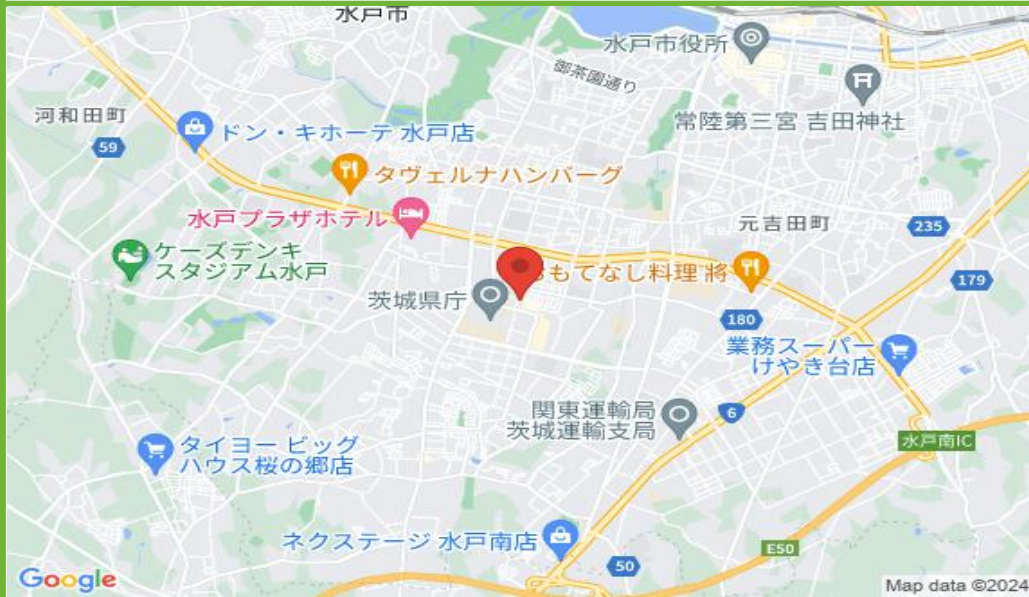 水戸市
水戸市役所
御茶園通り
河和田町
59
ドン・キホーテ 水戸店
常陸第三宮 吉田神社
タヴェルナハンバーグ
水戸プラザホテル
元吉田町
235
ケーズデンキ
スタジアム水戸
もてなし料理 將
179
茨城県庁
180
業務スーパー
けやき台店
関東運輸局
茨城運輸支局
6
水戸南IC
タイヨー ビッグ
ハウス桜の郷店
ネクステージ 水戸南店
E50
50
Google
Map data ©2024